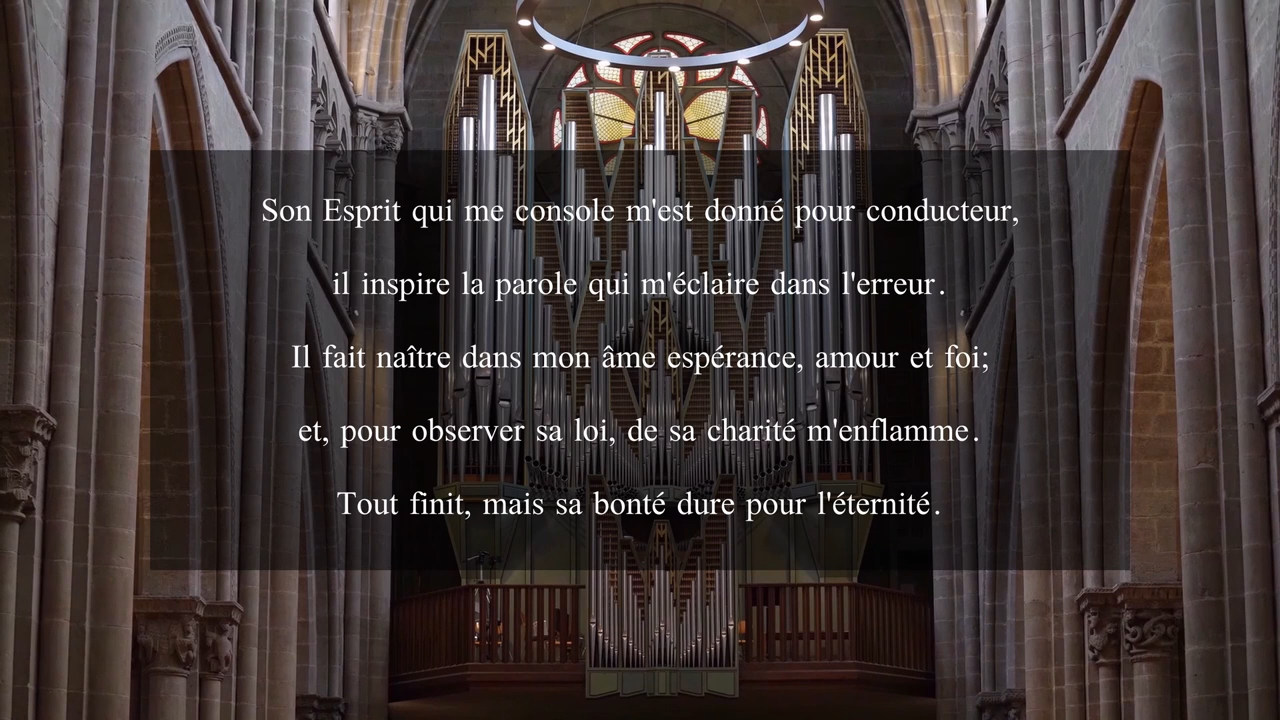 Son Esprit qui me console m'est donné pour conducteur,
il inspire la parole qui m'éclaire dans l'erreur.
Il fait naître dans mon âme espérance, amour et foi;
et, pour observer sa loi, de sa charité m'enflamme.
Tout finit, mais sa bonté dure pour l'éternité.